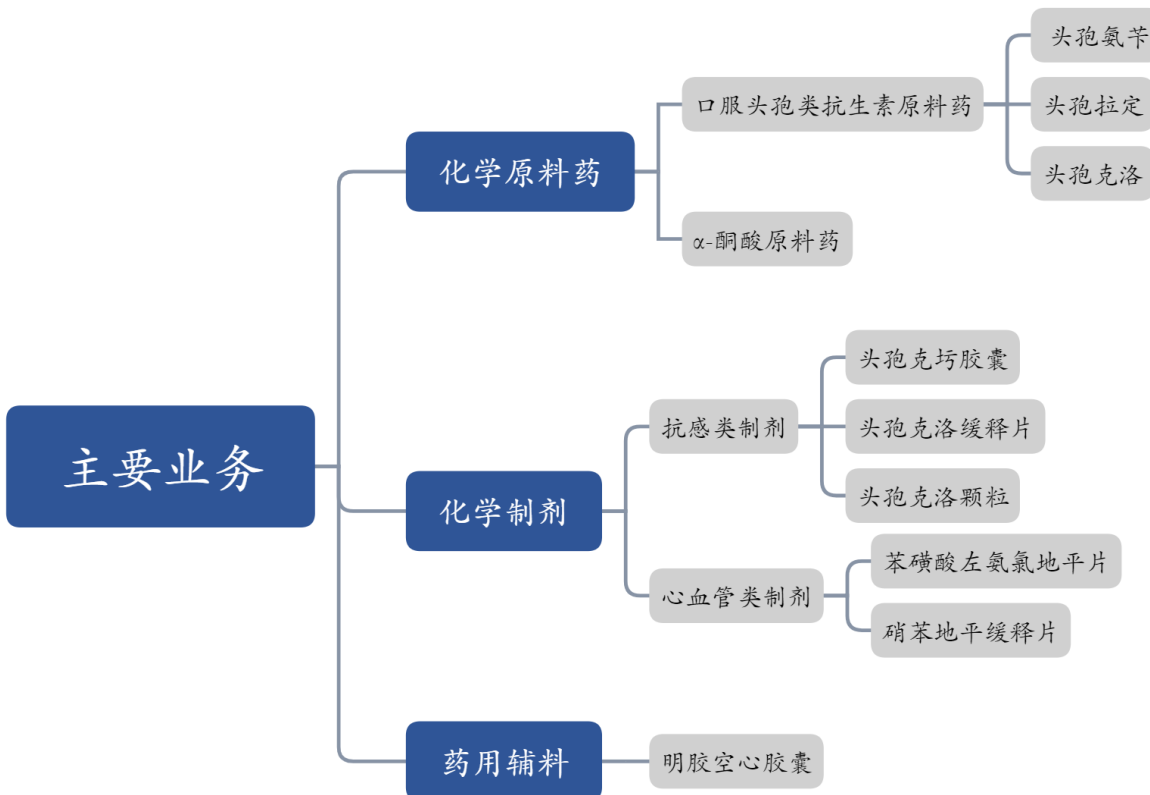 主要业务
化学原料药
口服头孢类抗生素原料药
头孢氨苄
头孢拉定
头孢克洛
α-酮酸原料药
化学制剂
抗感类制剂
头孢克圬胶囊
头孢克洛缓释片
头孢克洛颗粒
心血管类制剂
苯磺酸左氨氯地平片
硝苯地平缓释片
药用辅料
明胶空心胶囊